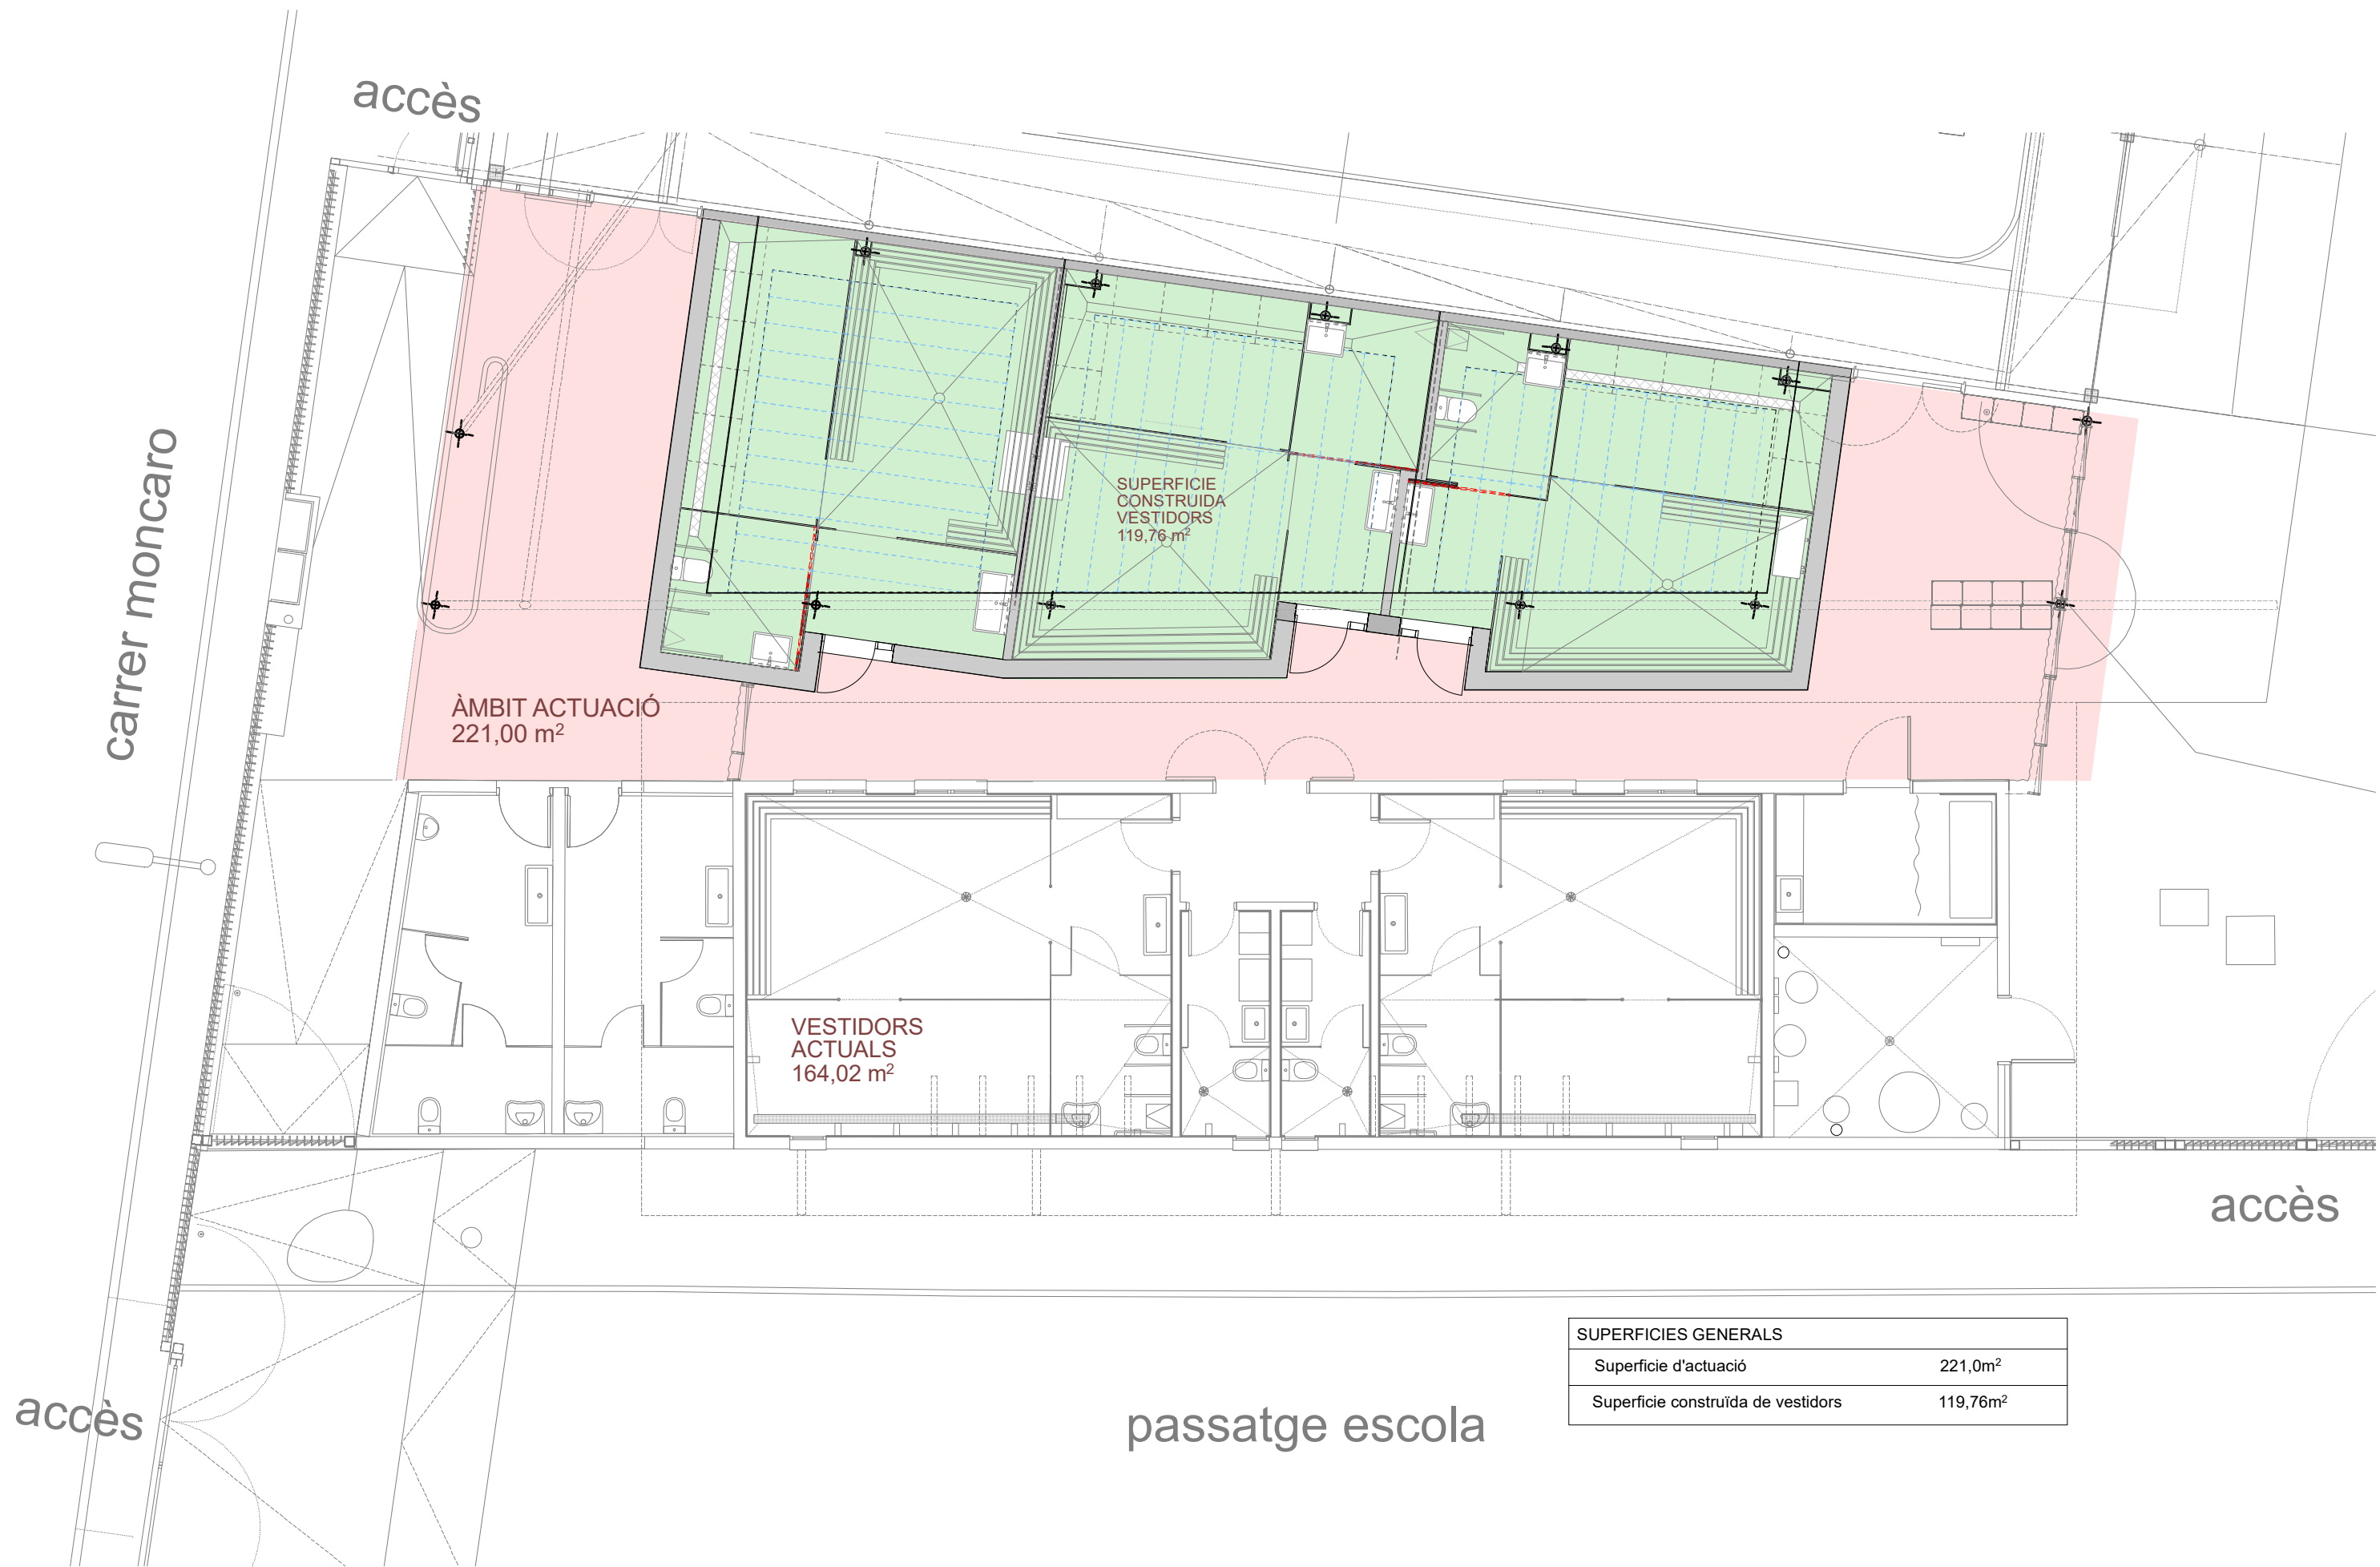 accès
carrer moncaro
SUPERFICIE
CONSTRUIDA
VESTIDORS
119,76 m²
ÀMBIT ACTUACIÓ
221,00 m²
VESTIDORS
ACTUALS
164,02 m²
accès
SUPERFICIES GENERALS
Superficie d'actuació 221,0m²
Superficie construïda de vestidors 119,76m²
accès
passatge escola